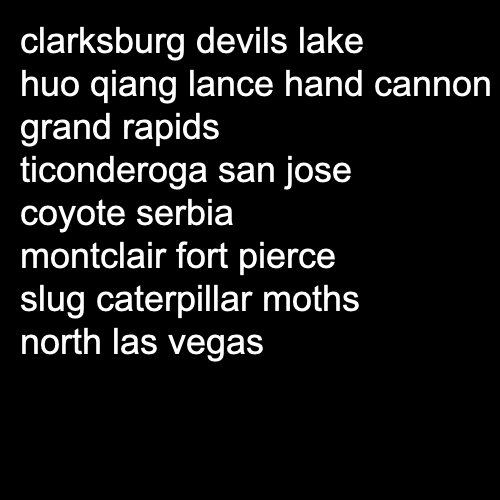 clarksburg devils lake
huo qiang lance hand cannon
grand rapids
ticonderoga san jose
coyote serbia
montclair fort pierce
slug caterpillar moths
north las vegas